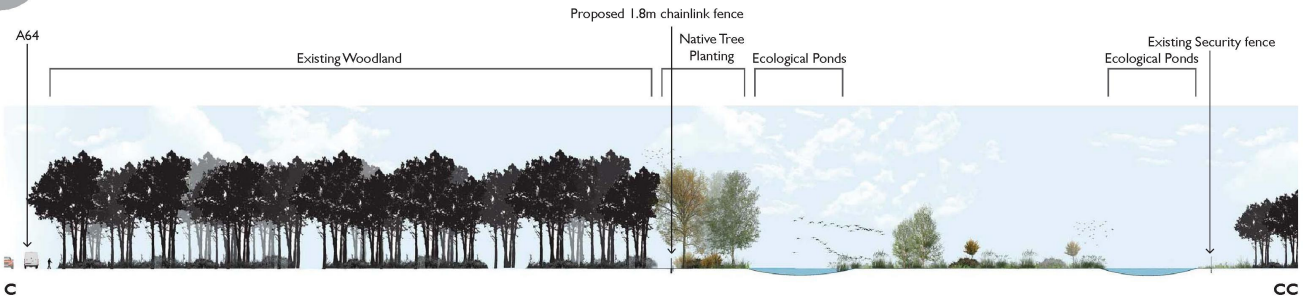 Proposed 1.8m chainlink fence
A64
Native Tree
Planting
Existing Woodland
Ecological Ponds
Existing Security fence
Ecological Ponds
C
CC